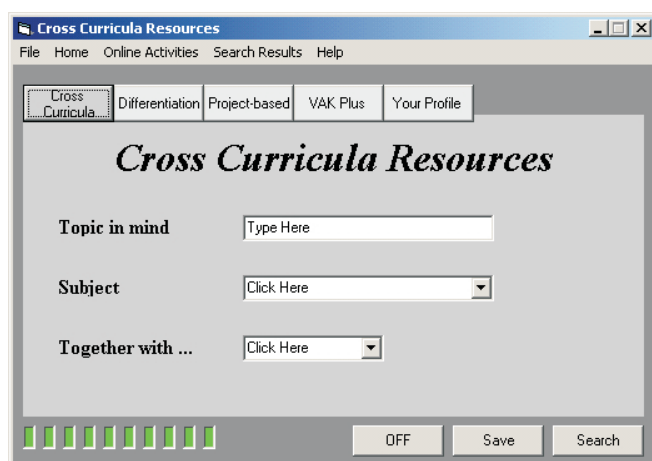 Cross Curricula Resources
File Home Online Activities Search Results Help
Cross Curricula Differentiation Project-based VAK Plus Your Profile
Cross Curricula Resources
Topic in mind Type Here
Subject Click Here
Together with ... Click Here
OFF Save Search